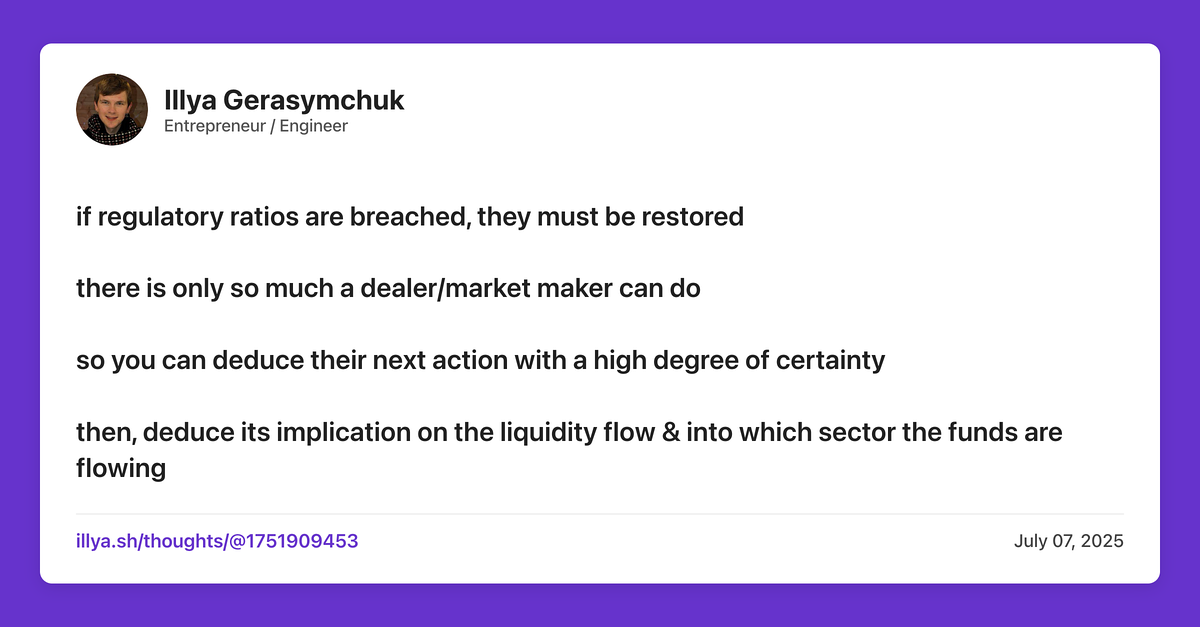 Illya Gerasymchuk
Entrepreneur / Engineer
if regulatory ratios are breached, they must be restored
there is only so much a dealer/market maker can do
so you can deduce their next action with a high degree of certainty
then, deduce its implication on the liquidity flow & into which sector the funds are
flowing
illya.sh/thoughts/@1751909453
July 07, 2025